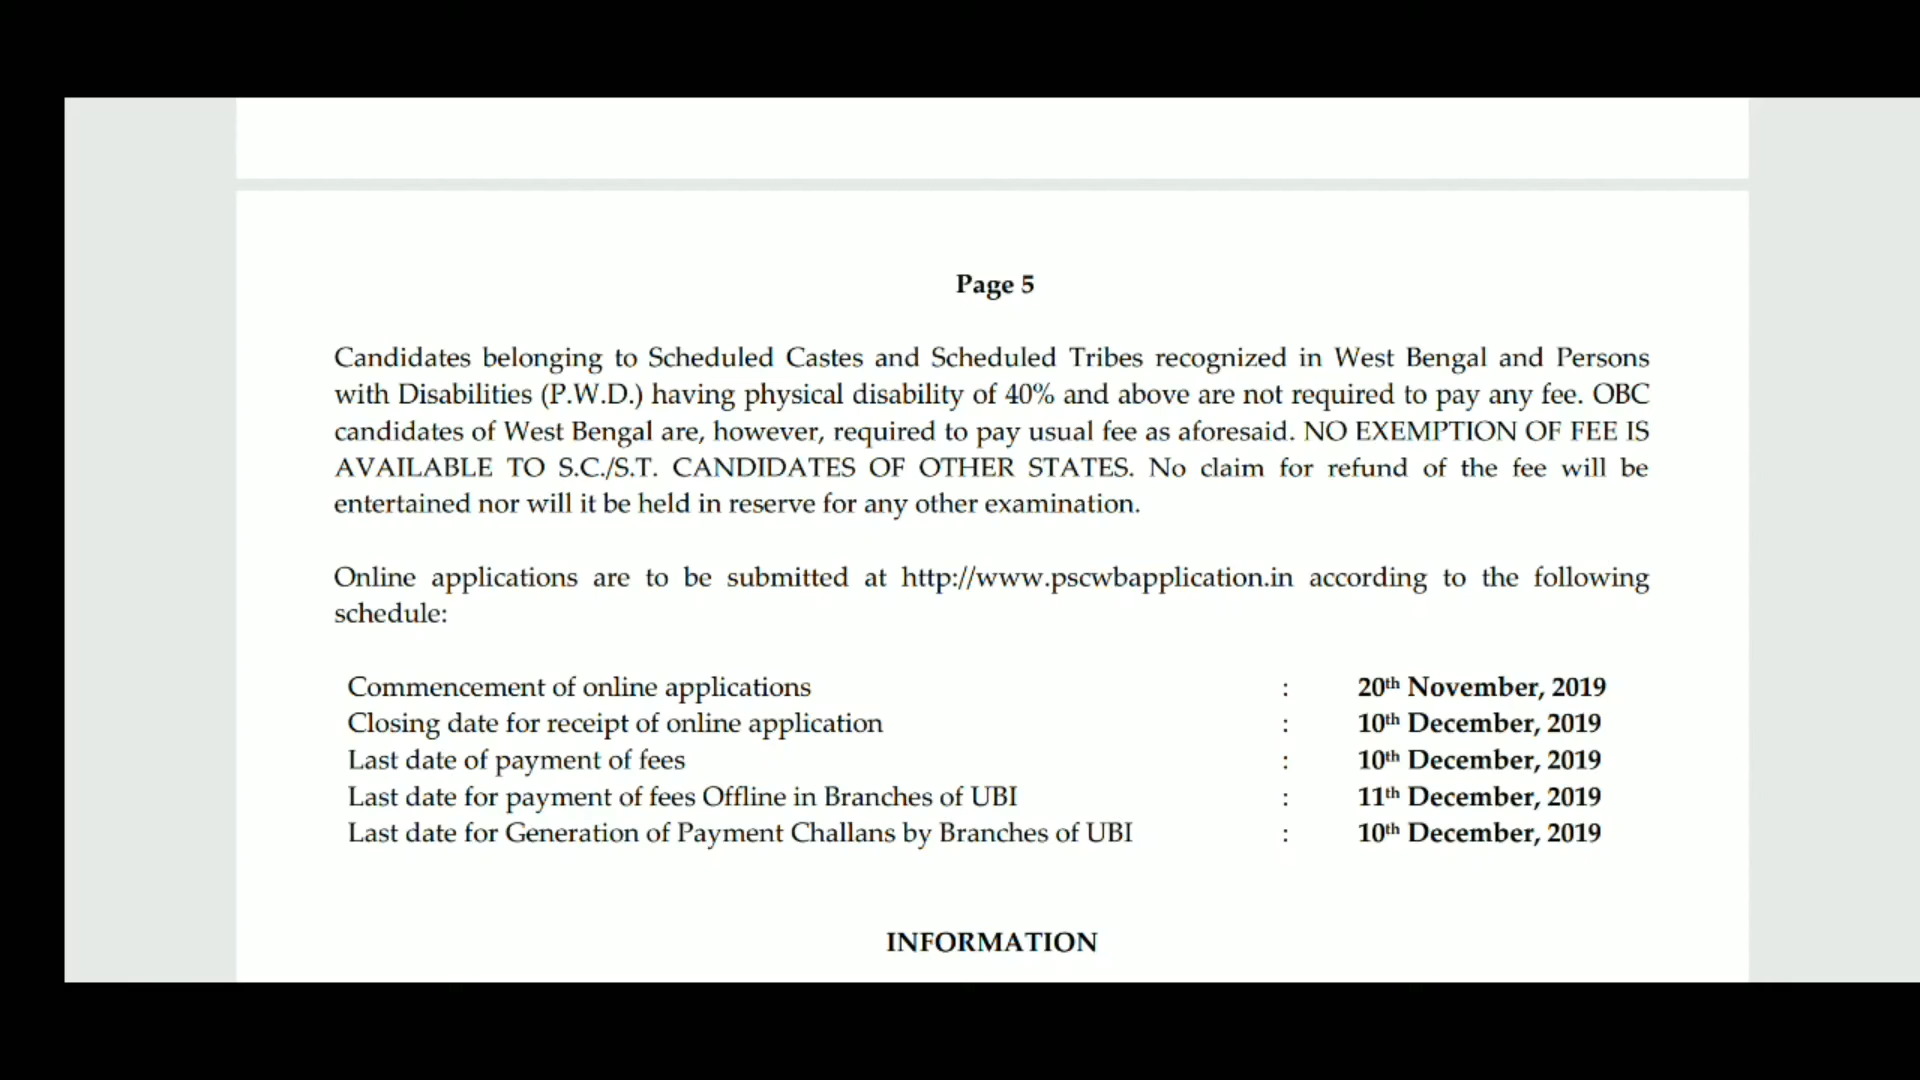 Page 5
Candidates belonging to Scheduled Castes and Scheduled Tribes recognized in West Bengal and Persons
with Disabilities (P.W.D.) having physical disability of 40% and above are not required to pay any fee. OBC
candidates of West Bengal are, however, required to pay usual fee as aforesaid. NO EXEMPTION OF FEE IS
AVAILABLE TO S.C./S.T. CANDIDATES OF OTHER STATES. No claim for refund of the fee will be
entertained nor will it be held in reserve for any other examination.
Online applications are to be submitted at http://www.pscwbapplication.in according to the following
schedule:
Commencement of online applications : 20th November, 2019
Closing date for receipt of online application : 10th December, 2019
Last date of payment of fees : 10th December, 2019
Last date for payment of fees Offline in Branches of UBI : 11th December, 2019
Last date for Generation of Payment Challans by Branches of UBI : 10th December, 2019
INFORMATION